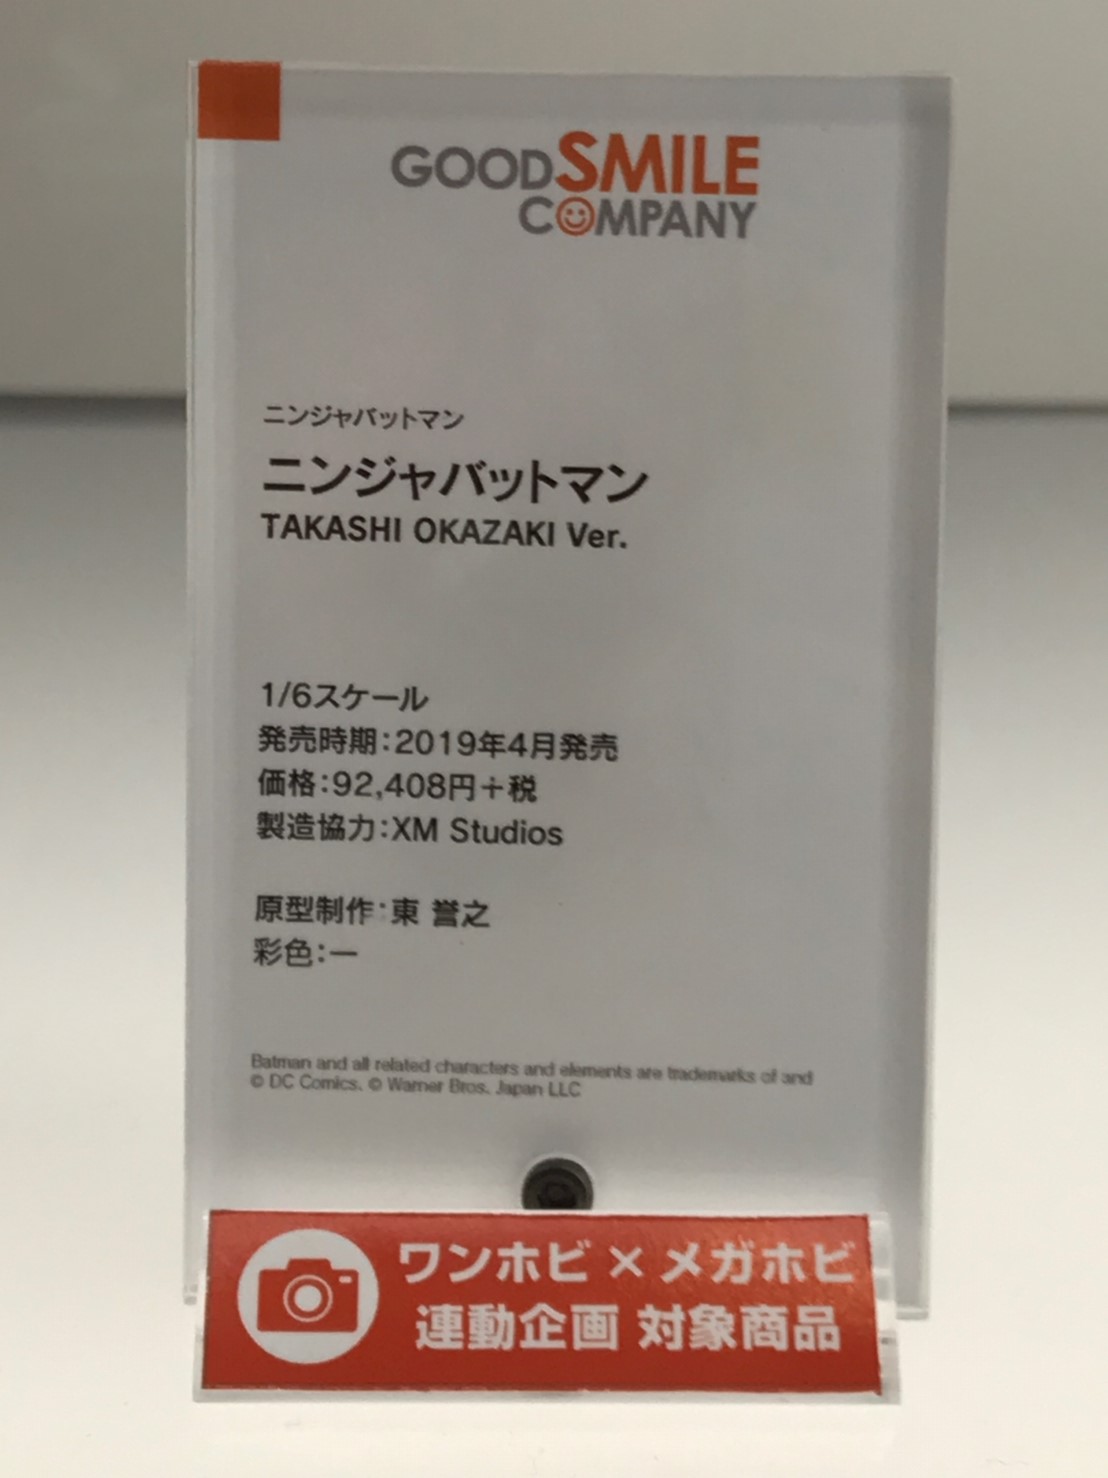 GOODSMILE
COMPANY
ニンジャバットマン
ニンジャバットマン
TAKASHI OKAZAKI Ver.
1/6スケール
発売時期：2019年4月発売
価格：92,408円＋税
製造協力：XM Studios
原型制作：東 誉之
彩色：―
Batman and all related characters and elements are trademarks of and
© DC Comics. © Warner Bros. Japan LLC
ワンホビ × メガホビ
連動企画 対象商品